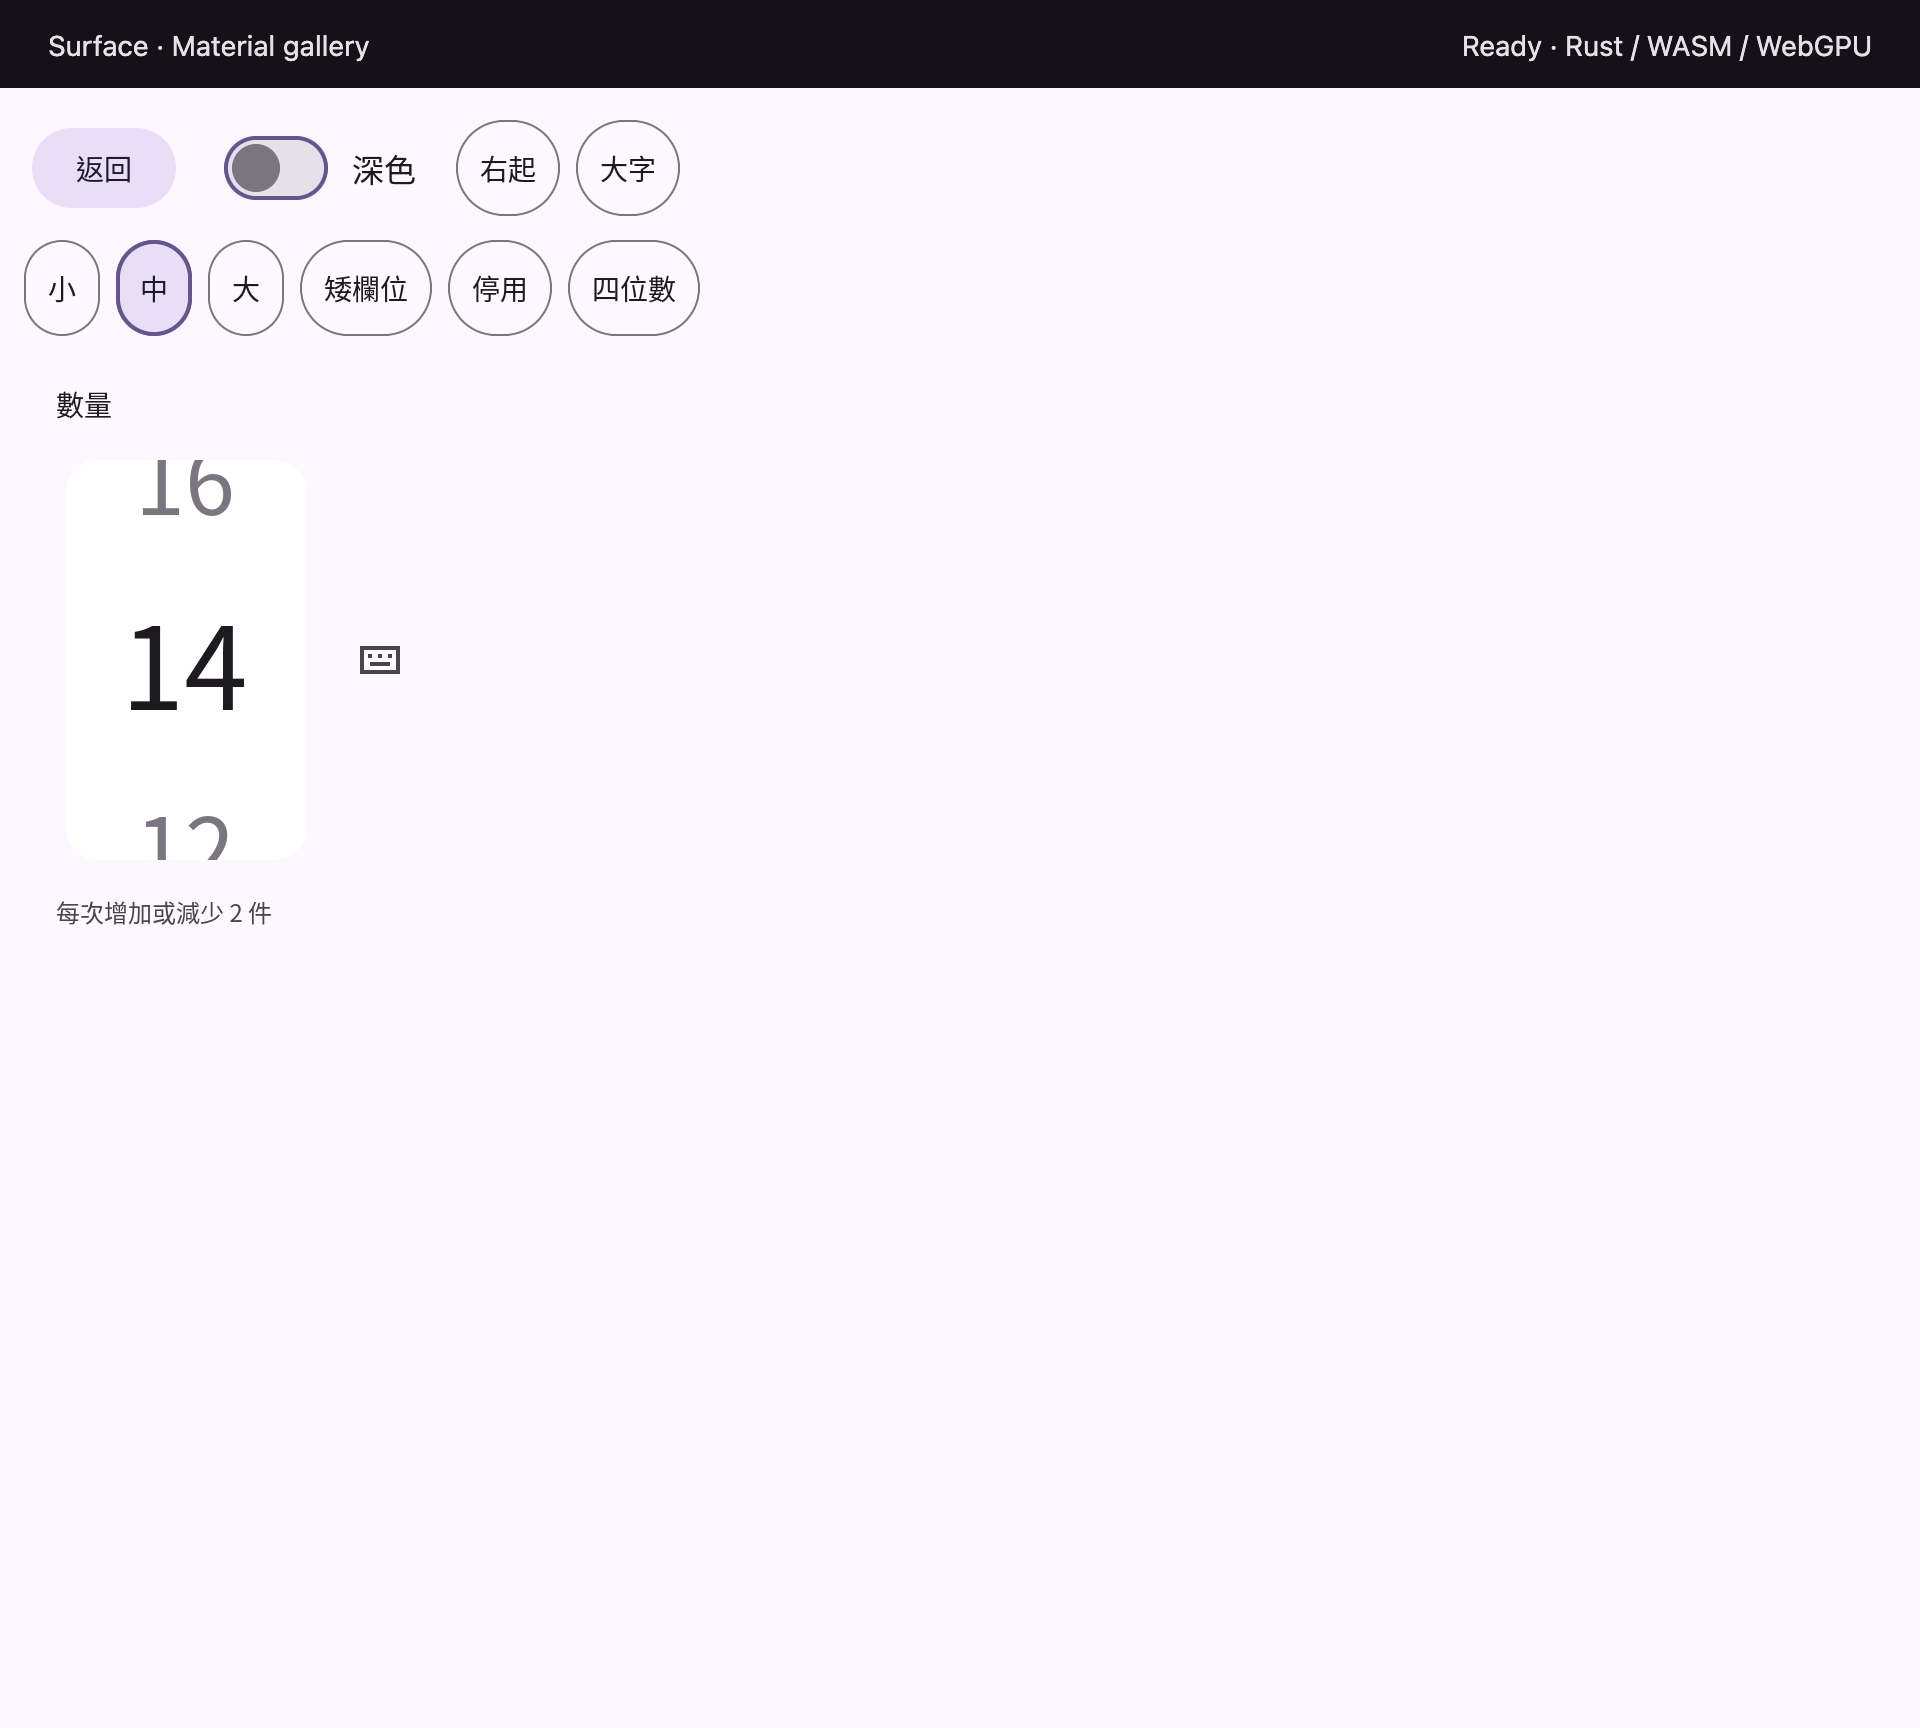 Surface · Material gallery
Ready · Rust / WASM / WebGPU
返回
深色
右起
大字
小
中
大
矮欄位
停用
四位數
數量
16
14
12
每次增加或減少 2 件